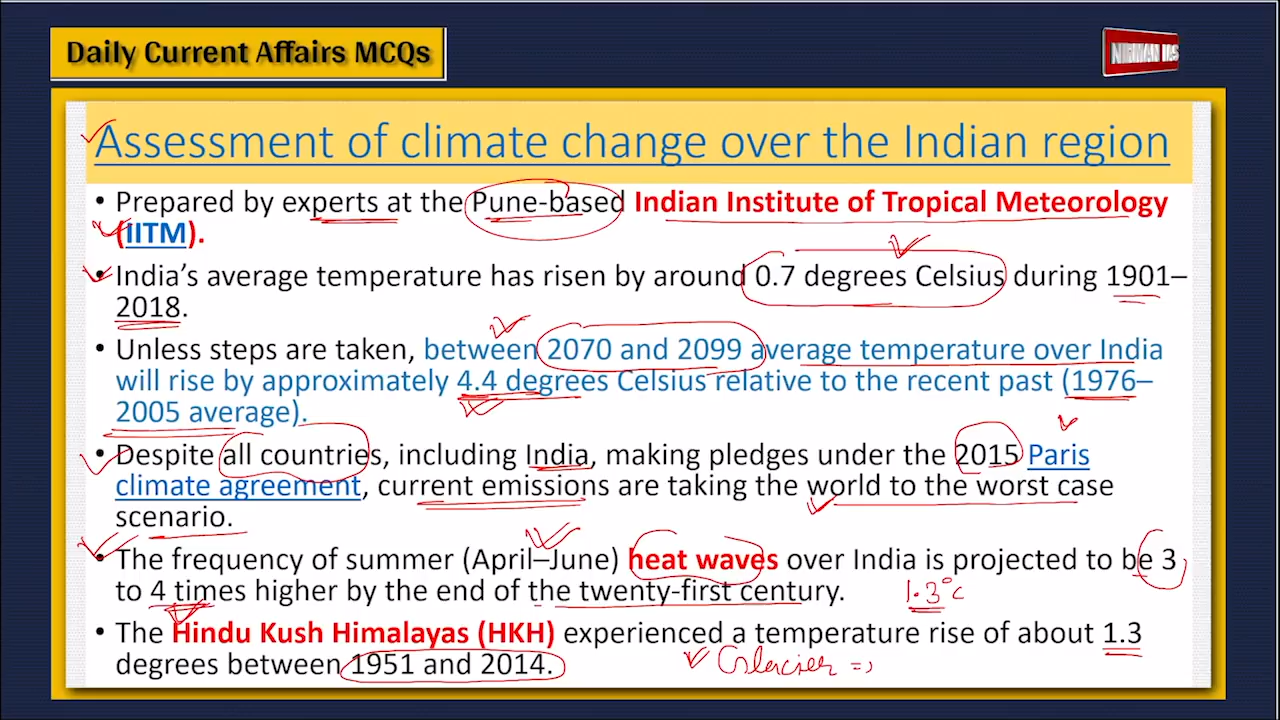 Daily Current Affairs MCQs
NIRMAN IAS
Assessment of climate change over the Indian region
• Prepared by experts at the Pune-based Indian Institute of Tropical Meteorology
(IITM).
• India's average temperature has risen by around 0.7 degrees Celsius during 1901–
2018.
• Unless steps are taken, between 2070 and 2099 average temperature over India
will rise by approximately 4.4 degrees Celsius relative to the recent past (1976–
2005 average).
• Despite all countries, including India, making pledges under the 2015 Paris
climate agreement, current emissions are taking the world to the worst case
scenario.
• The frequency of summer (April–June) heat waves over India projected to be 3
to times higher by the end of the twenty-first century.
• The Hindu Kush Himalayas (HKH) experienced a temperature rise of about 1.3
degrees between 1951 and 2014.
Glacier =